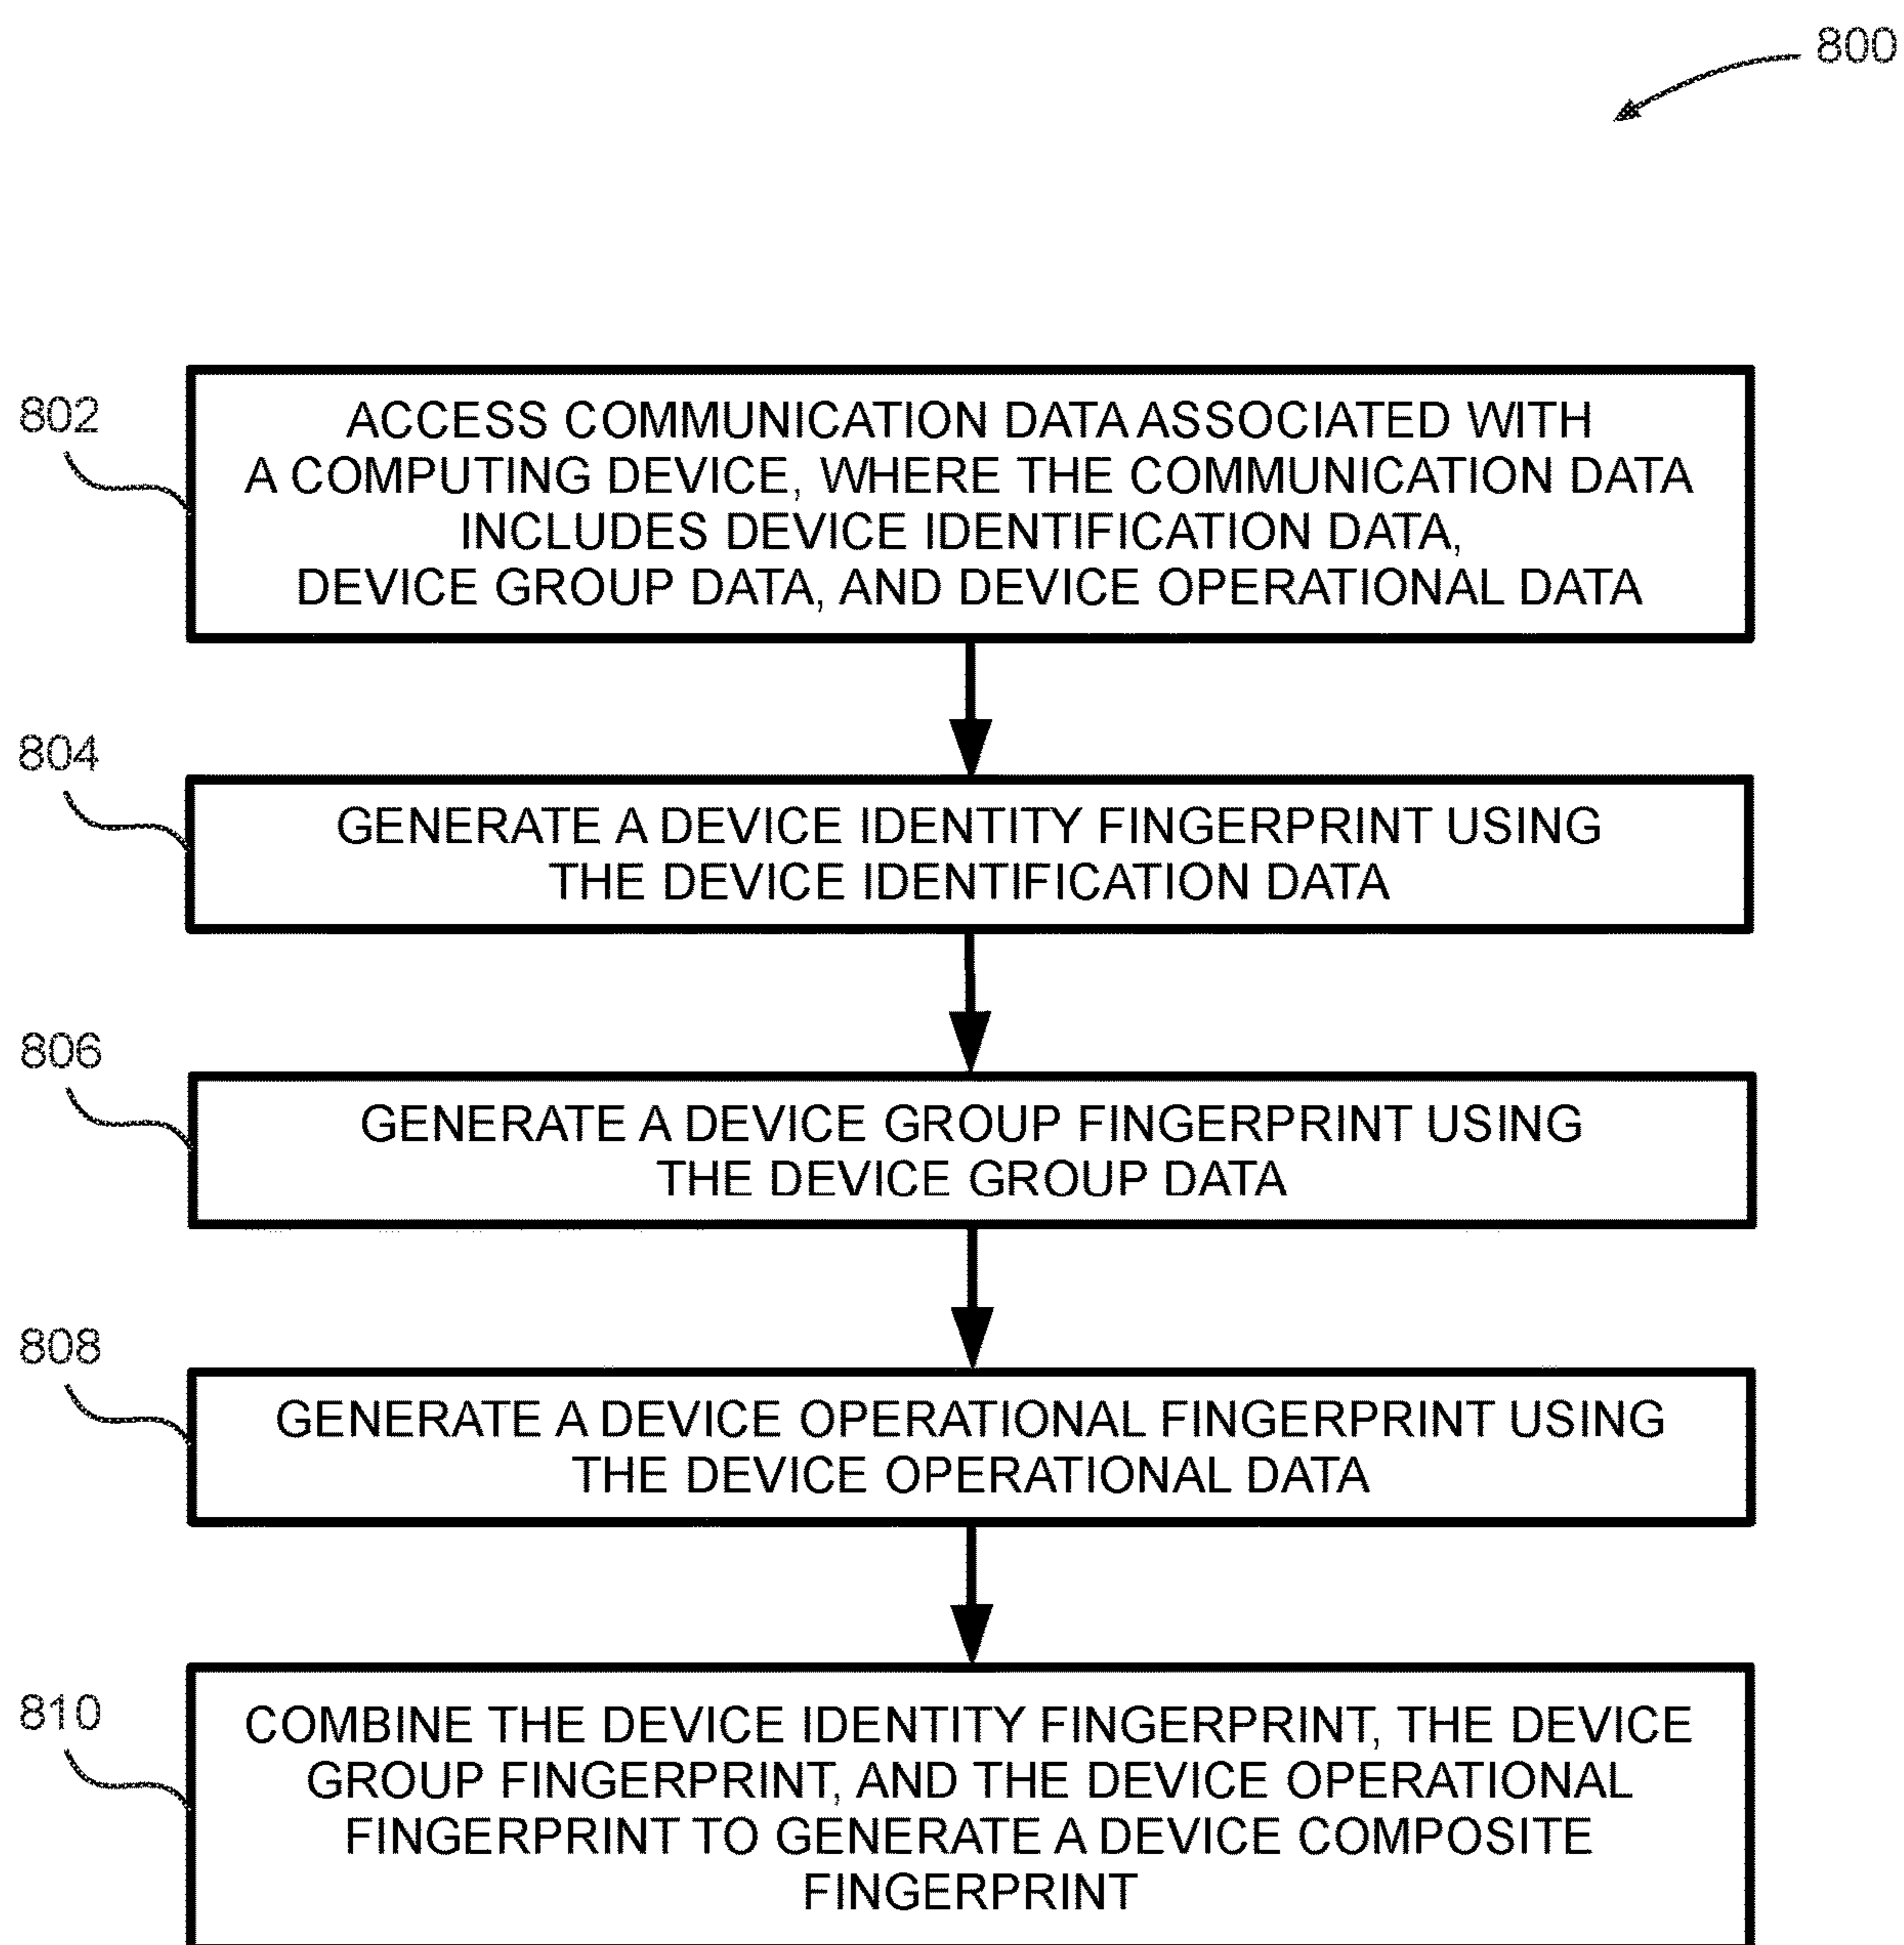 800
802
ACCESS COMMUNICATION DATA ASSOCIATED WITH
A COMPUTING DEVICE, WHERE THE COMMUNICATION DATA
INCLUDES DEVICE IDENTIFICATION DATA,
DEVICE GROUP DATA, AND DEVICE OPERATIONAL DATA
804
GENERATE A DEVICE IDENTITY FINGERPRINT USING
THE DEVICE IDENTIFICATION DATA
806
GENERATE A DEVICE GROUP FINGERPRINT USING
THE DEVICE GROUP DATA
808
GENERATE A DEVICE OPERATIONAL FINGERPRINT USING
THE DEVICE OPERATIONAL DATA
810
COMBINE THE DEVICE IDENTITY FINGERPRINT, THE DEVICE
GROUP FINGERPRINT, AND THE DEVICE OPERATIONAL
FINGERPRINT TO GENERATE A DEVICE COMPOSITE
FINGERPRINT